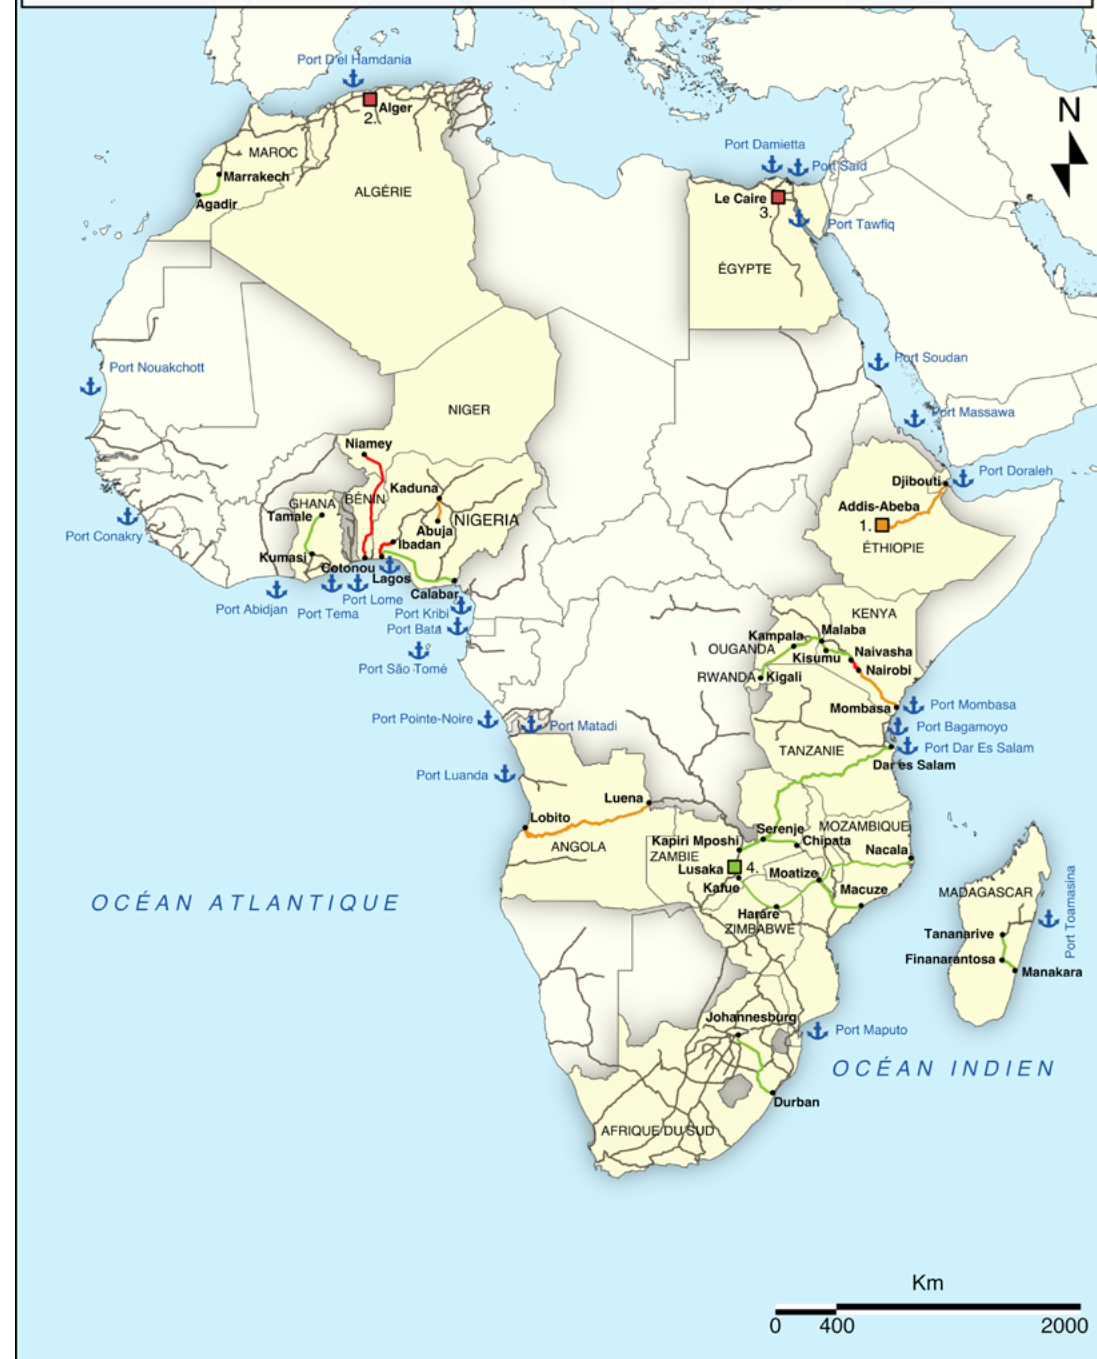 Port D'el Hamdania
Alger
2.
N
MAROC
Marrakech
Agadir
ALGÉRIE
Port Damietta
Port Saïd
Le Caire
3.
Port Tawfiq
ÉGYPTE
Port Nouakchott
Port Soudan
NIGER
Port Massawa
Niamey
Port Doraleh
Djibouti
Kaduna
BÉNIN
GHANA
Tamale
NIGERIA
Addis-Abeba
1.
Abuja
Ibadan
Port Conakry
ÉTHIOPIE
Kumasi
Cotonou
Lagos
Calabar
Port Lome
Port Abidjan
Port Tema
Port Kribi
Port Bata
KENYA
Malaba
Kampala
OUGANDA
Kisumu
Naivasha
Nairobi
Port São Tomé
RWANDA
Kigali
Mombasa
Port Mombasa
Port Pointe-Noire
Port Matadi
Port Bagamoyo
TANZANIE
Port Dar Es Salam
Dar es Salam
Port Luanda
Luena
Lobito
ANGOLA
Serenje
MOZAMBIQUE
Kapiri Mposhi
Chipata
ZAMBIE
Nacala
Lusaka
4.
Moatize
Kafue
Macuze
Harare
ZIMBABWE
MADAGASCAR
Port Toamasina
OCÉAN ATLANTIQUE
Tananarive
Finanarantosa
Manakara
Johannesburg
Port Maputo
OCÉAN INDIEN
Durban
AFRIQUE DU SUD
Km
0 400 2000